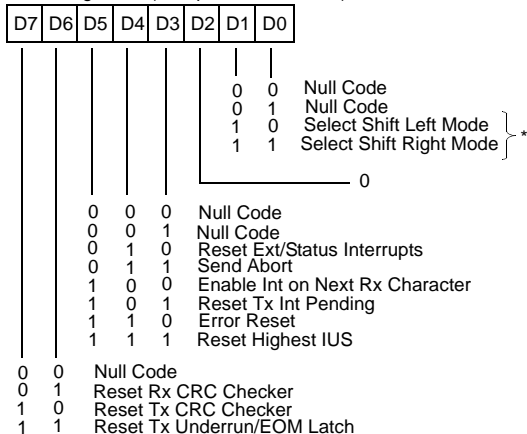 D7 D6 D5 D4 D3 D2 D1 D0
0 0 Null Code
0 1 Null Code
1 0 Select Shift Left Mode
1 1 Select Shift Right Mode
*
0
0 0 0 Null Code
0 0 1 Null Code
0 1 0 Reset Ext/Status Interrupts
0 1 1 Send Abort
1 0 0 Enable Int on Next Rx Character
1 0 1 Reset Tx Int Pending
1 1 0 Error Reset
1 1 1 Reset Highest IUS
0 0 Null Code
0 1 Reset Rx CRC Checker
1 0 Reset Tx CRC Checker
1 1 Reset Tx Underrun/EOM Latch